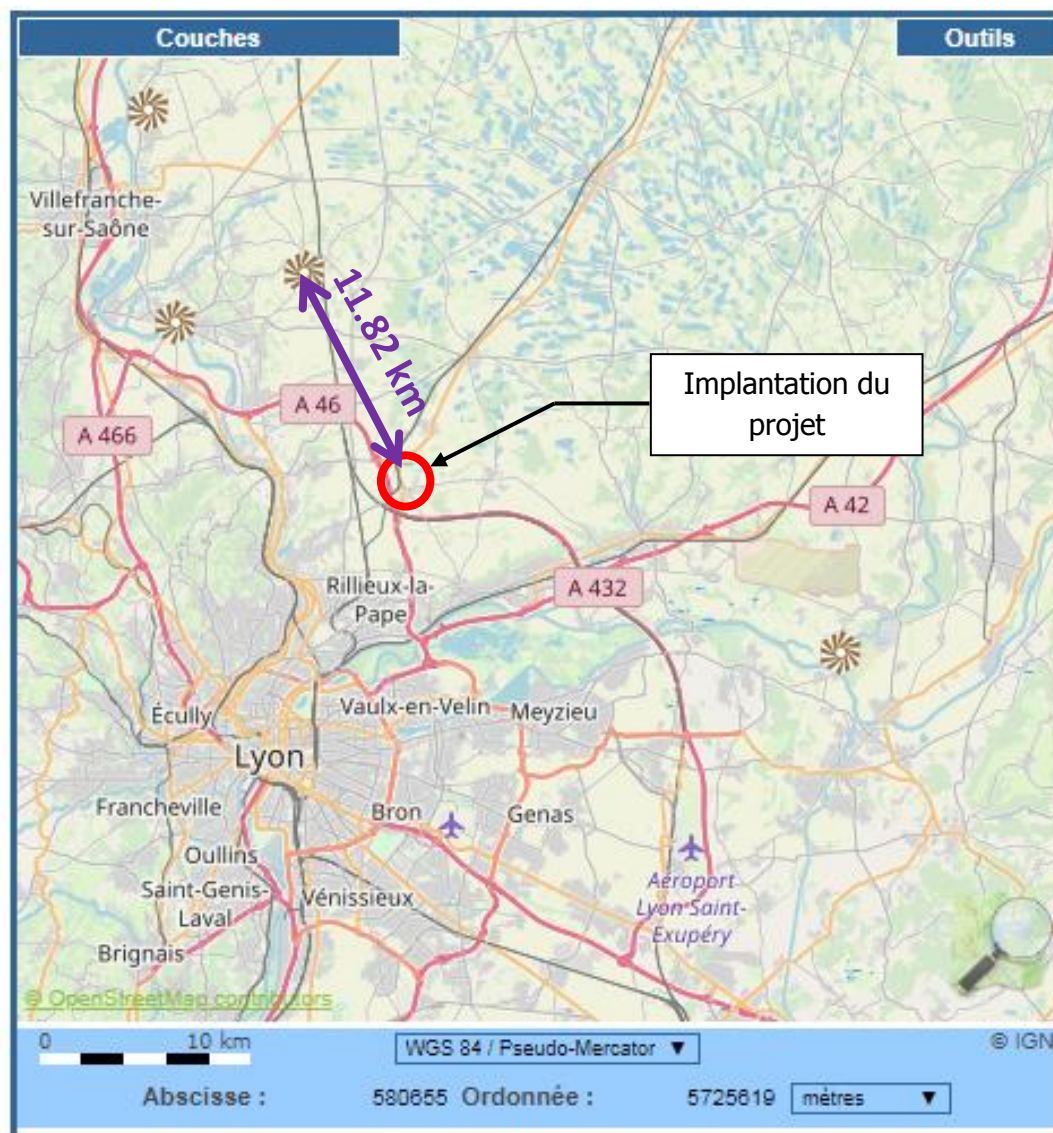 Couches
Outils
Villefranche-
sur-Saône
11.82 km
Implantation du
projet
A 46
A 466
A 42
Rillieux-la-
Pape
A 432
Écully
Vaulx-en-Velin
Meyzieu
Lyon
Francheville
Bron
Genas
Oullins
Saint-Genis-
Laval
Vénissieux
Aéroport
Lyon Saint-
Exupéry
Brignais
© OpenStreetMap contributors
0 10 km
WGS 84 / Pseudo-Mercator ▼
© IGN
Abscisse : 580655 Ordonnée : 5725619 mètres ▼